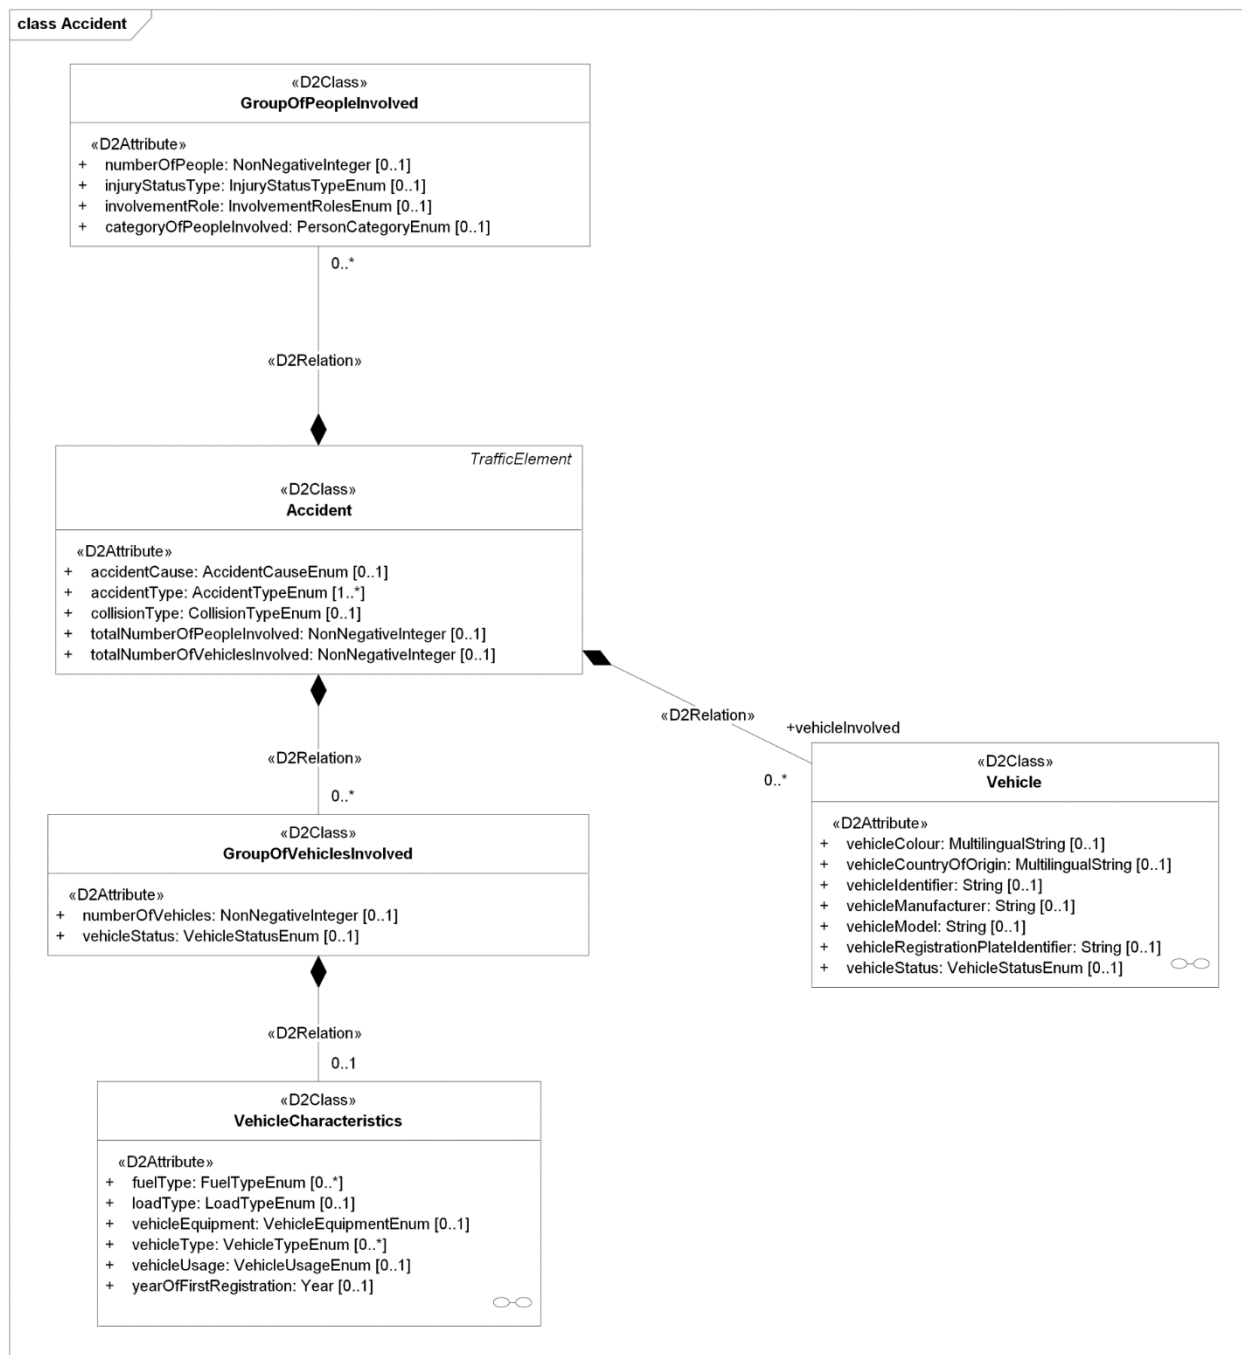 class Accident
«D2Class»
GroupOfPeopleInvolved
«D2Attribute»
+ numberOfPeople: NonNegativeInteger [0..1]
+ injuryStatusType: InjuryStatusTypeEnum [0..1]
+ involvementRole: InvolvementRolesEnum [0..1]
+ categoryOfPeopleInvolved: PersonCategoryEnum [0..1]
0..*
«D2Relation»
TrafficElement
«D2Class»
Accident
«D2Attribute»
+ accidentCause: AccidentCauseEnum [0..1]
+ accidentType: AccidentTypeEnum [1..*]
+ collisionType: CollisionTypeEnum [0..1]
+ totalNumberOfPeopleInvolved: NonNegativeInteger [0..1]
+ totalNumberOfVehiclesInvolved: NonNegativeInteger [0..1]
«D2Relation»
+vehicleInvolved
0..*
«D2Class»
Vehicle
«D2Attribute»
+ vehicleColour: MultilingualString [0..1]
+ vehicleCountryOfOrigin: MultilingualString [0..1]
+ vehicleIdentifier: String [0..1]
+ vehicleManufacturer: String [0..1]
+ vehicleModel: String [0..1]
+ vehicleRegistrationPlateIdentifier: String [0..1]
+ vehicleStatus: VehicleStatusEnum [0..1]
«D2Relation»
0..*
«D2Class»
GroupOfVehiclesInvolved
«D2Attribute»
+ numberOfVehicles: NonNegativeInteger [0..1]
+ vehicleStatus: VehicleStatusEnum [0..1]
«D2Relation»
0..1
«D2Class»
VehicleCharacteristics
«D2Attribute»
+ fuelType: FuelTypeEnum [0..*]
+ loadType: LoadTypeEnum [0..1]
+ vehicleEquipment: VehicleEquipmentEnum [0..1]
+ vehicleType: VehicleTypeEnum [0..*]
+ vehicleUsage: VehicleUsageEnum [0..1]
+ yearOfFirstRegistration: Year [0..1]